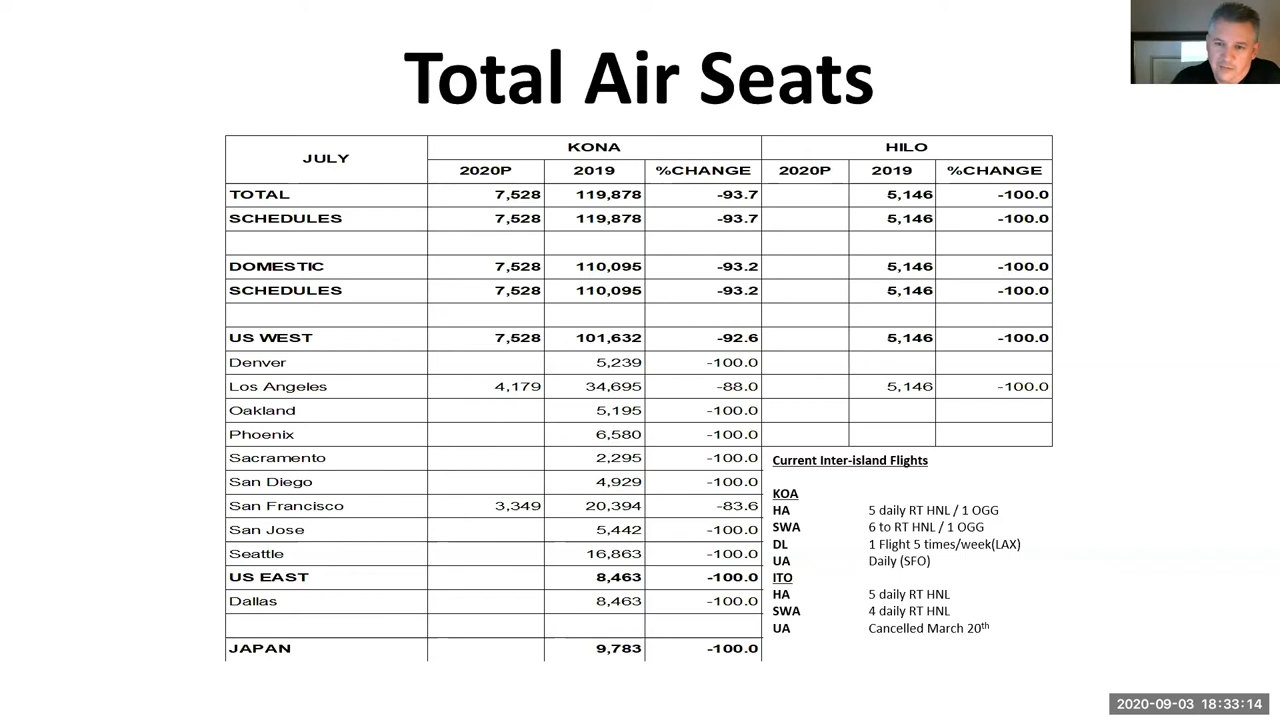 Total Air Seats
JULY KONA HILO
2020P 2019 %CHANGE 2020P 2019 %CHANGE
TOTAL 7,528 119,878 -93.7 5,146 -100.0
SCHEDULES 7,528 119,878 -93.7 5,146 -100.0
DOMESTIC 7,528 110,095 -93.2 5,146 -100.0
SCHEDULES 7,528 110,095 -93.2 5,146 -100.0
US WEST 7,528 101,632 -92.6 5,146 -100.0
Denver 5,239 -100.0
Los Angeles 4,179 34,695 -88.0 5,146 -100.0
Oakland 5,195 -100.0
Phoenix 6,580 -100.0
Sacramento 2,295 -100.0
San Diego 4,929 -100.0
San Francisco 3,349 20,394 -83.6
San Jose 5,442 -100.0
Seattle 16,863 -100.0
US EAST 8,463 -100.0
Dallas 8,463 -100.0
JAPAN 9,783 -100.0
Current Inter-island Flights
KOA
HA 5 daily RT HNL / 1 OGG
SWA 6 to RT HNL / 1 OGG
DL 1 Flight 5 times/week(LAX)
UA Daily (SFO)
ITO
HA 5 daily RT HNL
SWA 4 daily RT HNL
UA Cancelled March 20th
2020-09-03 18:33:14